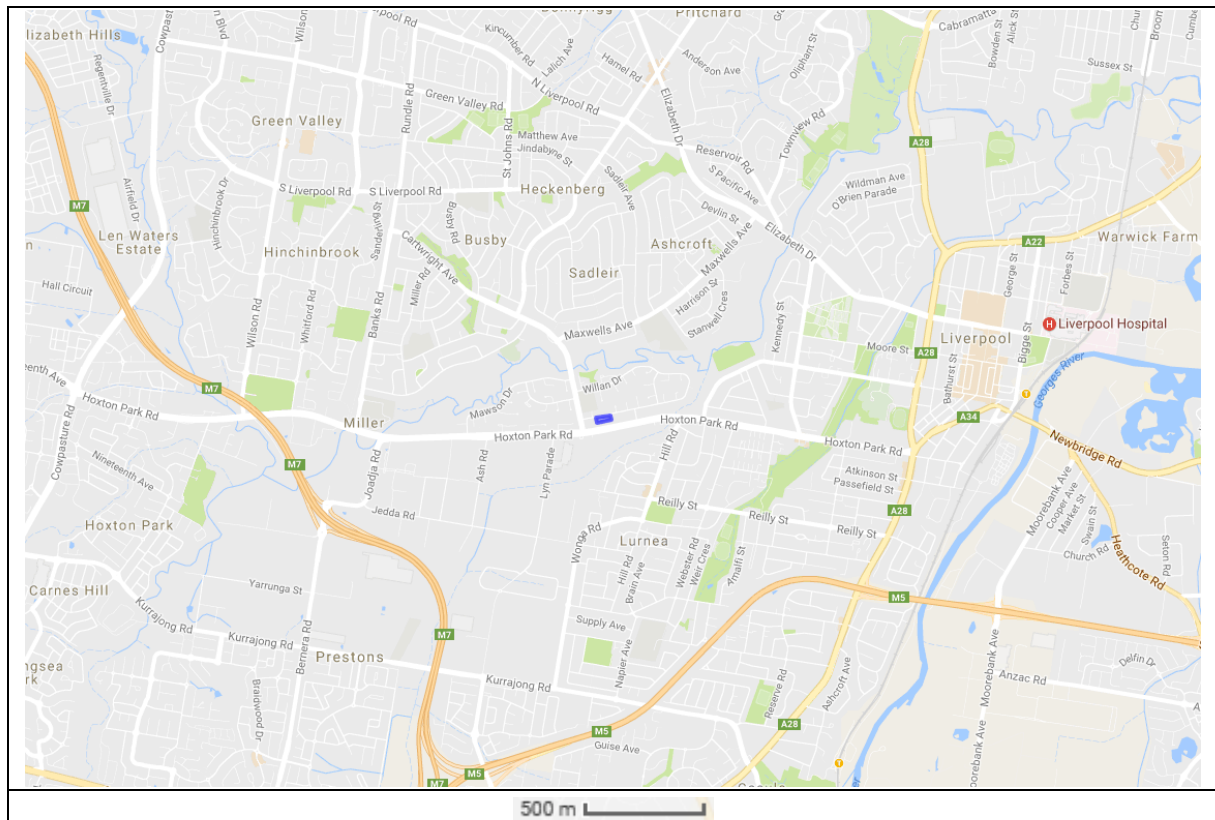 Pritchard
Cabramatta
Elizabeth Hills
Cowpasture
Wilson
Liverpool Rd
Kincumber Rd
Lalich Ave
Hamel Rd
Anderson Ave
Oliphant St
Bowden St
Alick St
Sussex St
Regentville Dr
N Liverpool Rd
Elizabeth Dr
Green Valley Rd
Rundle Rd
Green Valley
St Johns Rd
Matthew Ave
Jindabyne St
Townview Rd
Reservoir Rd
A28
S Liverpool Rd
S Liverpool Rd
Heckenberg
Sadleir Ave
S Pacific Ave
Wildman Ave
O Brien Parade
M7
Airfield Dr
Hinchinbrook Dr
Busby Rd
Devlin St
Len Waters
Estate
Hinchinbrook
Cartwright Ave
Busby
Ashcroft
Maxwells Ave
Elizabeth Dr
A22
Warwick Farm
George St
Forbes St
Hall Circuit
Miller Rd
Sadleir
Harrison St
Stanwell Cres
Wilson Rd
Whitford Rd
Banks Rd
Maxwells Ave
Kennedy St
Moore St
A28
Liverpool
Bigge St
H
Liverpool Hospital
Georges River
M7
Hoxton Park Rd
Miller
Mawson Dr
Willan Dr
Bathurst St
A34
Hoxton Park Rd
Hoxton Park Rd
Hoxton Park Rd
Newbridge Rd
Cowpasture Rd
Nineteenth Ave
M7
Joadja Rd
Ash Rd
Lyn Parade
Hill Rd
Atkinson St
Passefield St
Moorebank Ave
Cooper Ave
Market St
Swain St
Church Rd
Seton Rd
Heathcote Rd
Hoxton Park
Jedda Rd
Reilly St
Reilly St
Reilly St
A28
Lurnea
Wonga Rd
Hill Rd
Brain Ave
Webster Rd
Weir Cres
Amalfi St
Carnes Hill
Yarrunga St
M5
Kurrajong Rd
Kurrajong Rd
Bernera Rd
M7
Supply Ave
Napier Ave
Prestons
Kurrajong Rd
Braidwood Dr
Reserve Rd
Ashcroft Ave
Moorebank Ave
Anzac Rd
Delfin Dr
A28
M5
Guise Ave
M5
M7
Moorebank Ave
500 m